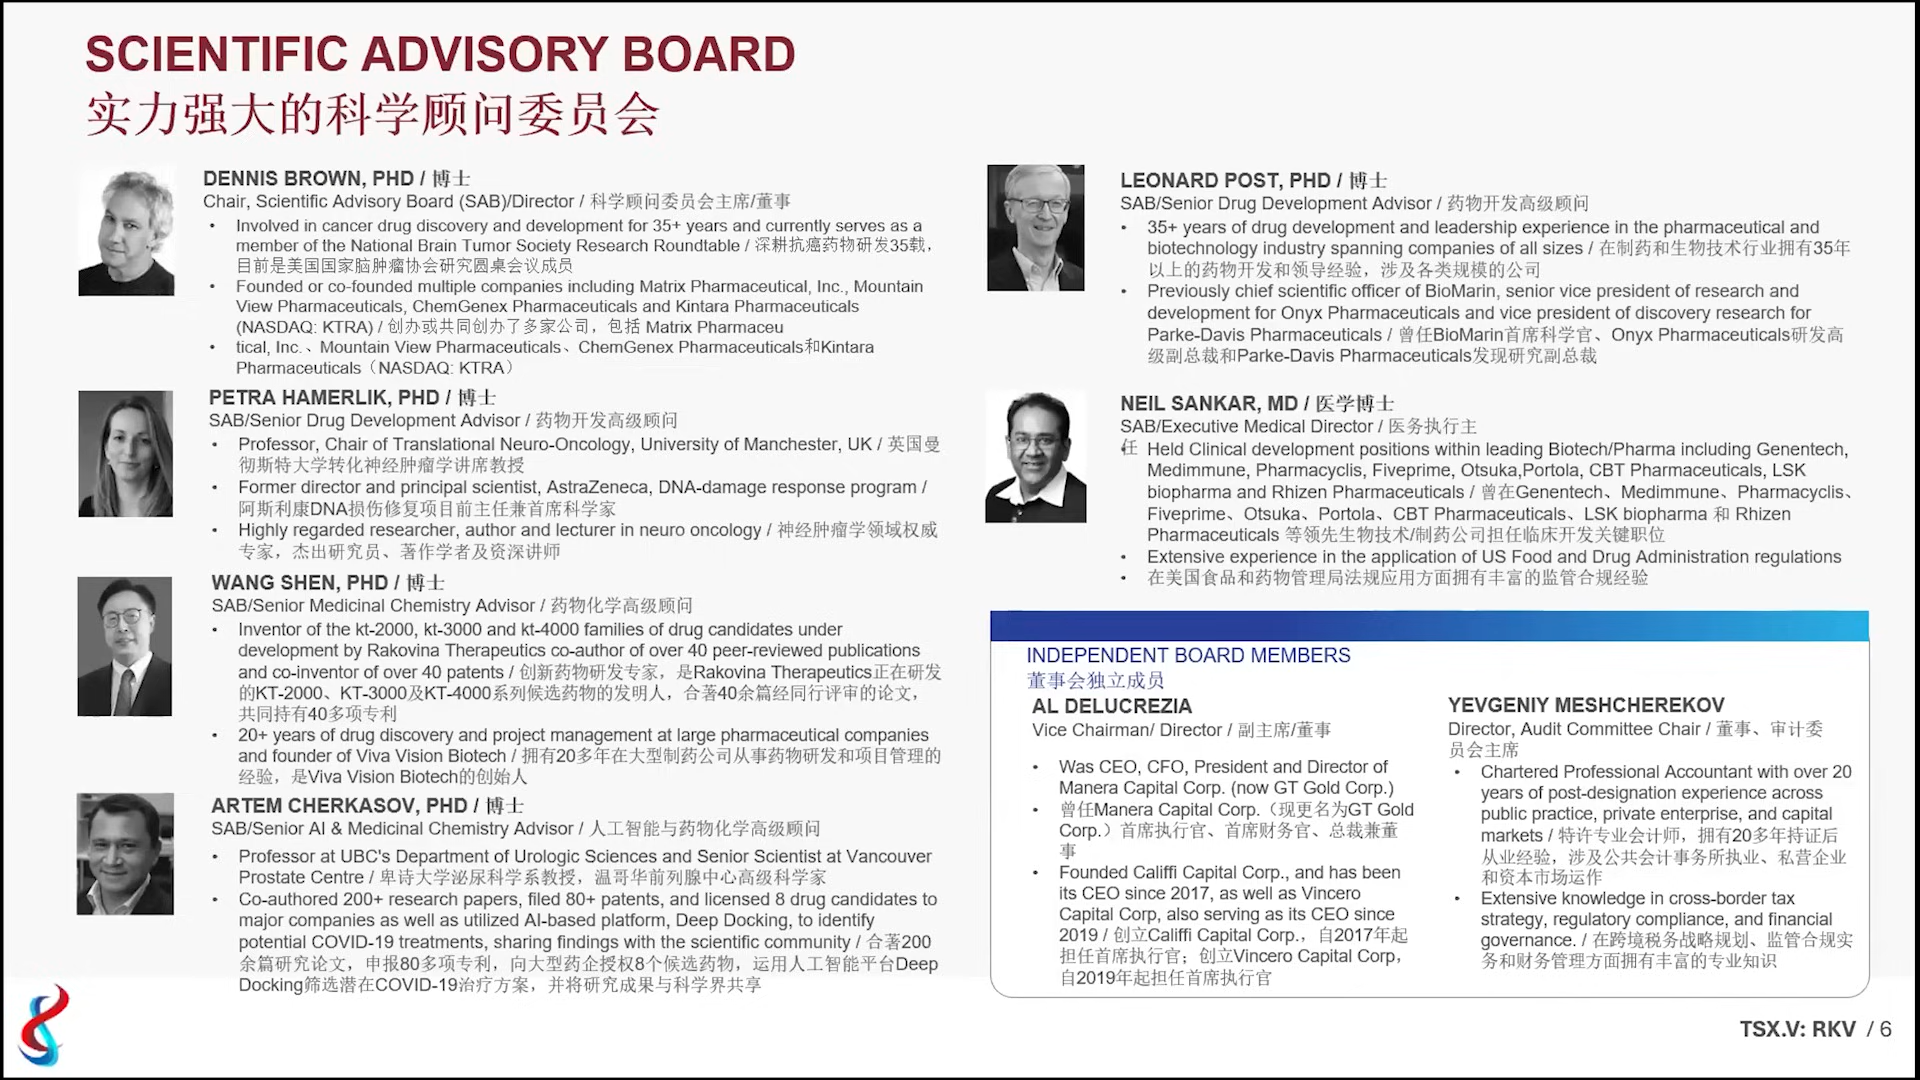 SCIENTIFIC ADVISORY BOARD
实力强大的科学顾问委员会
DENNIS BROWN, PHD / 博士
Chair, Scientific Advisory Board (SAB)/Director / 科学顾问委员会主席/董事
• Involved in cancer drug discovery and development for 35+ years and currently serves as a
member of the National Brain Tumor Society Research Roundtable / 深耕抗癌药物研发35载，
目前是美国国家脑肿瘤协会研究圆桌会议成员
• Founded or co-founded multiple companies including Matrix Pharmaceutical, Inc., Mountain
View Pharmaceuticals, ChemGenex Pharmaceuticals and Kintara Pharmaceuticals
(NASDAQ: KTRA) / 创办或共同创办了多家公司，包括 Matrix Pharmaceu
• tical, Inc.、Mountain View Pharmaceuticals、ChemGenex Pharmaceuticals和Kintara
Pharmaceuticals（NASDAQ: KTRA）
PETRA HAMERLIK, PHD / 博士
SAB/Senior Drug Development Advisor / 药物开发高级顾问
• Professor, Chair of Translational Neuro-Oncology, University of Manchester, UK / 英国曼
彻斯特大学转化神经肿瘤学讲席教授
• Former director and principal scientist, AstraZeneca, DNA-damage response program /
阿斯利康DNA损伤修复项目前主任兼首席科学家
• Highly regarded researcher, author and lecturer in neuro oncology / 神经肿瘤学领域权威
专家，杰出研究员、著作学者及资深讲师
WANG SHEN, PHD / 博士
SAB/Senior Medicinal Chemistry Advisor / 药物化学高级顾问
• Inventor of the kt-2000, kt-3000 and kt-4000 families of drug candidates under
development by Rakovina Therapeutics co-author of over 40 peer-reviewed publications
and co-inventor of over 40 patents / 创新药物研发专家，是Rakovina Therapeutics正在研发
的KT-2000、KT-3000及KT-4000系列候选药物的发明人，合著40余篇经同行评审的论文，
共同持有40多项专利
• 20+ years of drug discovery and project management at large pharmaceutical companies
and founder of Viva Vision Biotech / 拥有20多年在大型制药公司从事药物研发和项目管理的
经验，是Viva Vision Biotech的创始人
ARTEM CHERKASOV, PHD / 博士
SAB/Senior AI & Medicinal Chemistry Advisor / 人工智能与药物化学高级顾问
• Professor at UBC's Department of Urologic Sciences and Senior Scientist at Vancouver
Prostate Centre / 卑诗大学泌尿科学系教授，温哥华前列腺中心高级科学家
• Co-authored 200+ research papers, filed 80+ patents, and licensed 8 drug candidates to
major companies as well as utilized AI-based platform, Deep Docking, to identify
potential COVID-19 treatments, sharing findings with the scientific community / 合著200
余篇研究论文，申报80多项专利，向大型药企授权8个候选药物，运用人工智能平台Deep
Docking筛选潜在COVID-19治疗方案，并将研究成果与科学界共享
LEONARD POST, PHD / 博士
SAB/Senior Drug Development Advisor / 药物开发高级顾问
• 35+ years of drug development and leadership experience in the pharmaceutical and
biotechnology industry spanning companies of all sizes / 在制药和生物技术行业拥有35年
以上的药物开发和领导经验，涉及各类规模的公司
• Previously chief scientific officer of BioMarin, senior vice president of research and
development for Onyx Pharmaceuticals and vice president of discovery research for
Parke-Davis Pharmaceuticals / 曾任BioMarin首席科学官、Onyx Pharmaceuticals研发高
级副总裁和Parke-Davis Pharmaceuticals发现研究副总裁
NEIL SANKAR, MD / 医学博士
SAB/Executive Medical Director / 医务执行主
任
• Held Clinical development positions within leading Biotech/Pharma including Genentech,
Medimmune, Pharmacyclis, Fiveprime, Otsuka,Portola, CBT Pharmaceuticals, LSK
biopharma and Rhizen Pharmaceuticals / 曾在Genentech、Medimmune、Pharmacyclis、
Fiveprime、Otsuka、Portola、CBT Pharmaceuticals、LSK biopharma 和 Rhizen
Pharmaceuticals 等领先生物技术/制药公司担任临床开发关键职位
• Extensive experience in the application of US Food and Drug Administration regulations
• 在美国食品和药物管理局法规应用方面拥有丰富的监管合规经验
INDEPENDENT BOARD MEMBERS
董事会独立成员
AL DELUCREZIA
Vice Chairman/ Director / 副主席/董事
• Was CEO, CFO, President and Director of
Manera Capital Corp. (now GT Gold Corp.)
• 曾任Manera Capital Corp.（现更名为GT Gold
Corp.）首席执行官、首席财务官、总裁兼董
事
• Founded Califfi Capital Corp., and has been
its CEO since 2017, as well as Vincero
Capital Corp, also serving as its CEO since
2019 / 创立Califfi Capital Corp.，自2017年起
担任首席执行官；创立Vincero Capital Corp，
自2019年起担任首席执行官
YEVGENIY MESHCHEREKOV
Director, Audit Committee Chair / 董事、审计委
员会主席
• Chartered Professional Accountant with over 20
years of post-designation experience across
public practice, private enterprise, and capital
markets / 特许专业会计师，拥有20多年持证后
从业经验，涉及公共会计事务所执业、私营企业
和资本市场运作
• Extensive knowledge in cross-border tax
strategy, regulatory compliance, and financial
governance. / 在跨境税务战略规划、监管合规实
务和财务管理方面拥有丰富的专业知识
TSX.V: RKV / 6